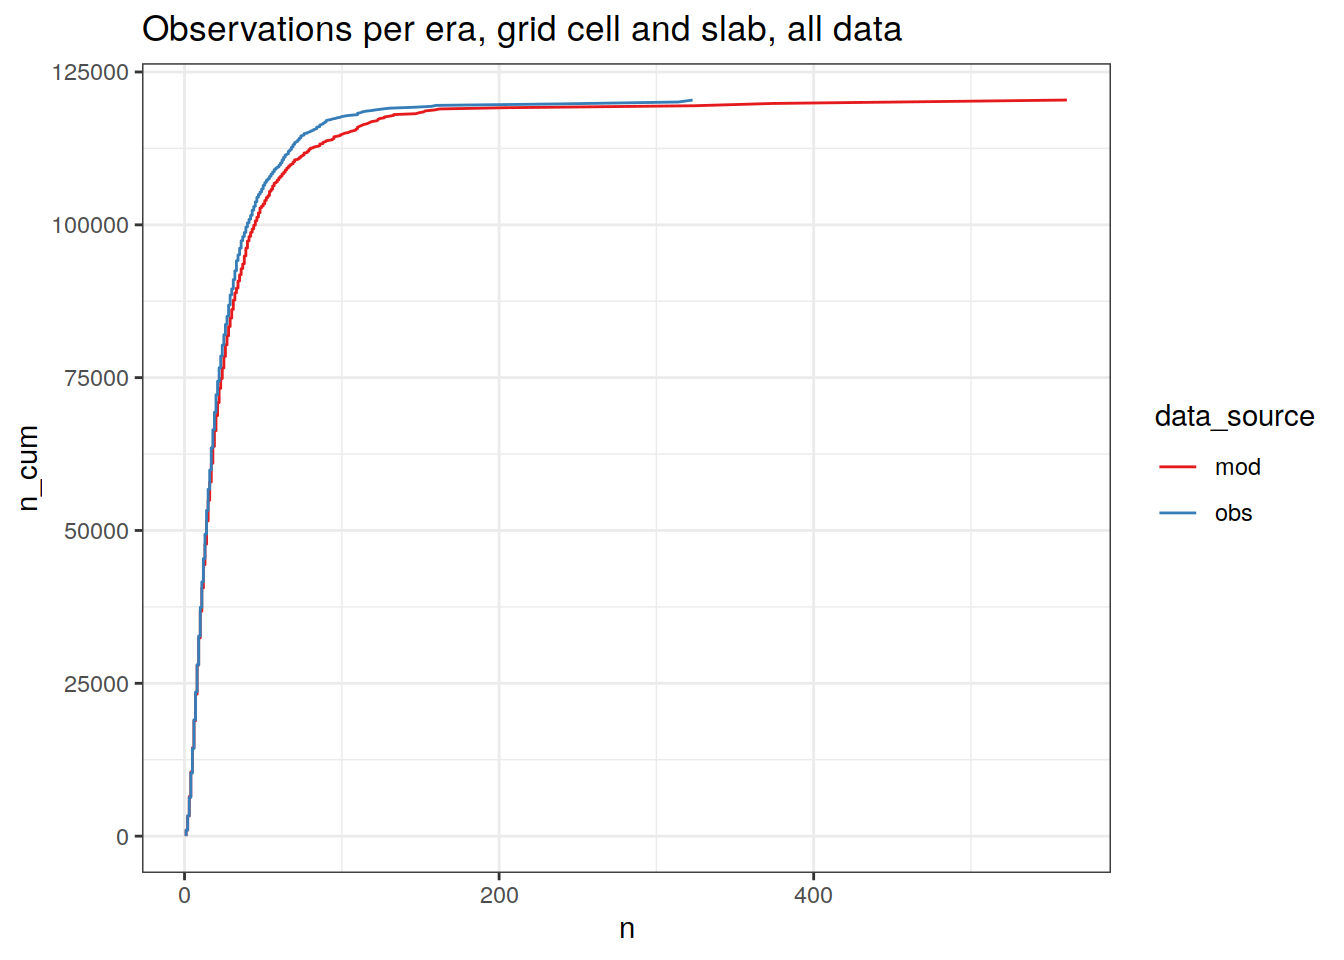 Observations per era, grid cell and slab, all data
125000
100000
75000
50000
25000
0
n_cum
0
200
400
n
data_source
mod
obs